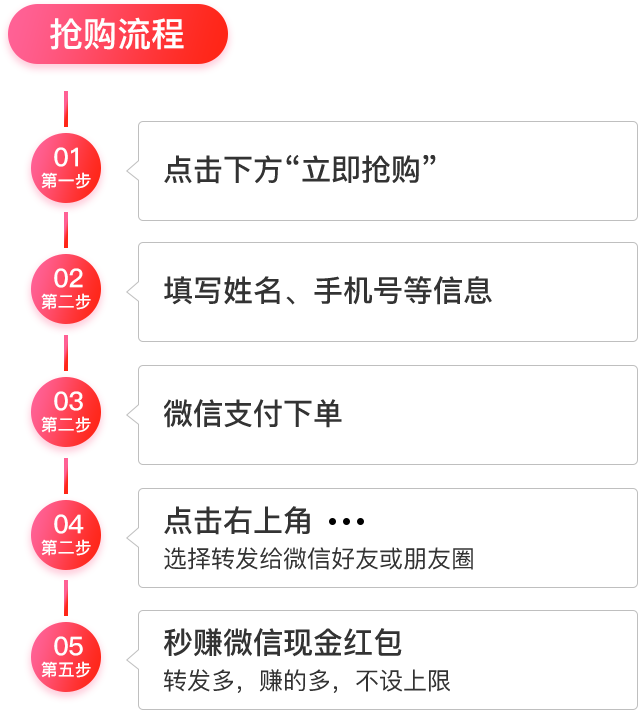 抢购流程
01
第一步
点击下方“立即抢购”
02
第二步
填写姓名、手机号等信息
03
第二步
微信支付下单
04
第二步
点击右上角 •••
选择转发给微信好友或朋友圈
05
第五步
秒赚微信现金红包
转发多，赚的多，不设上限